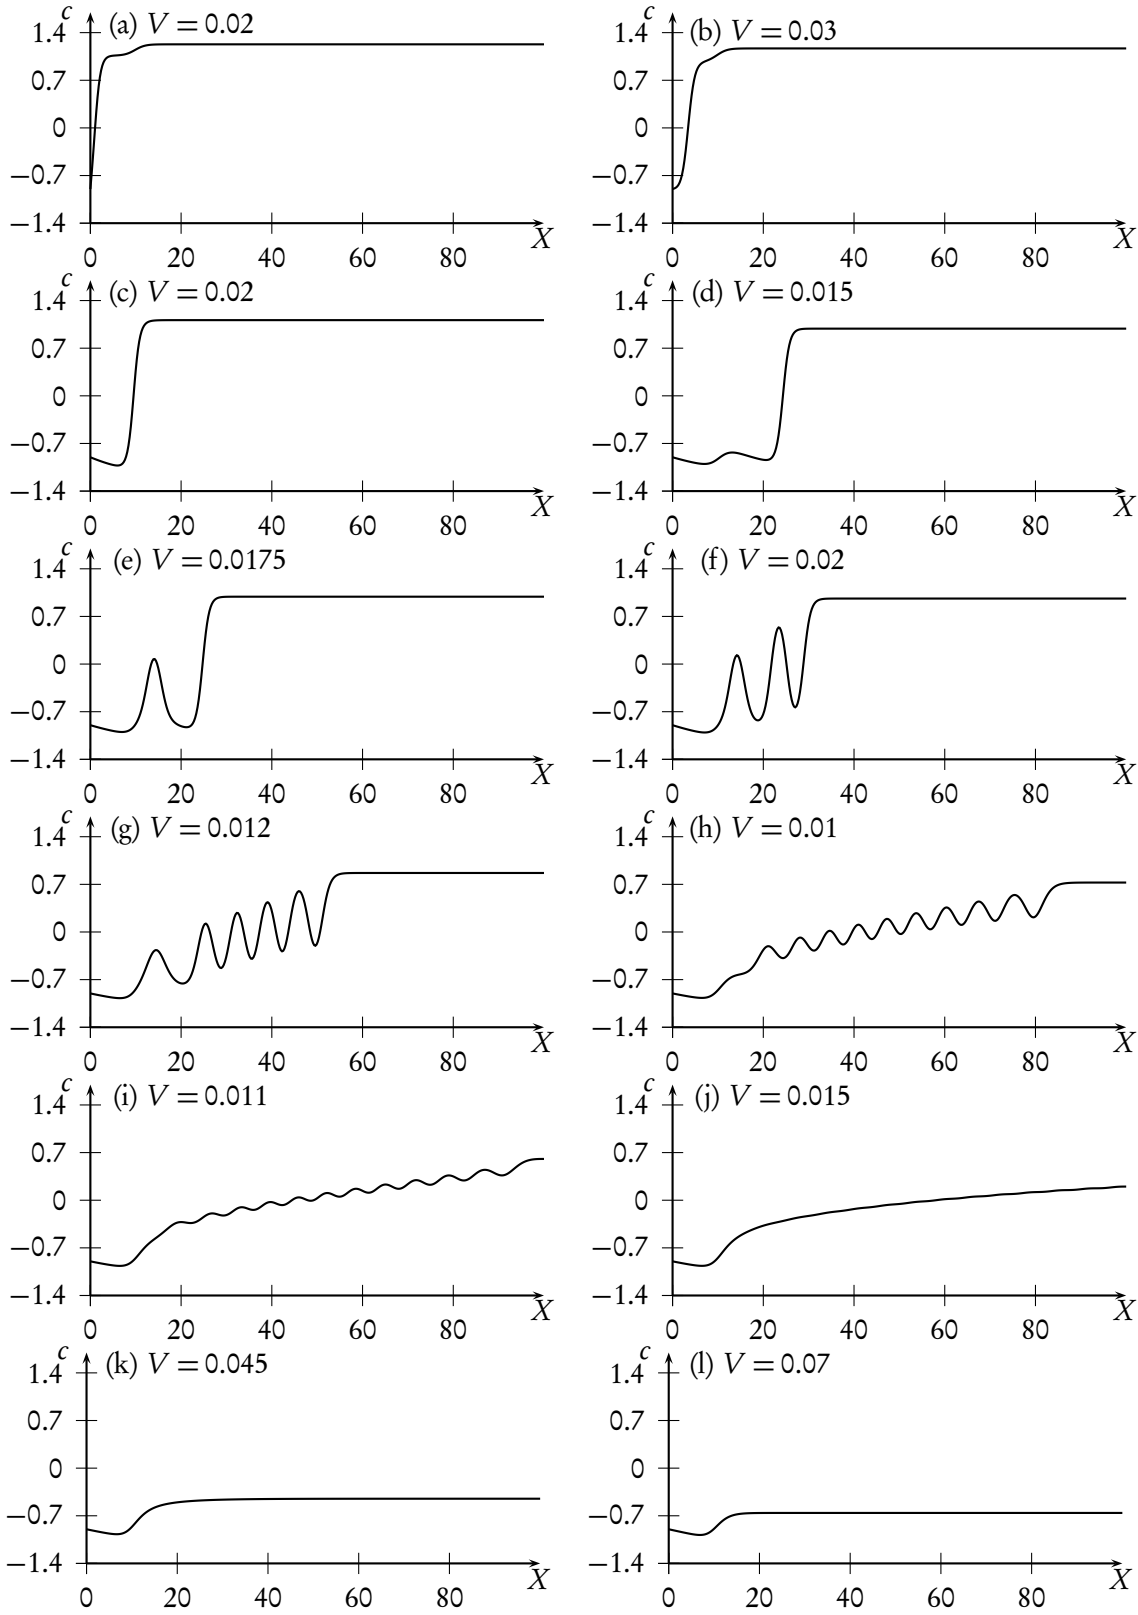 c (a) V = 0.02
1.4
0.7
0
−0.7
−1.4
0 20 40 60 80 X
c (b) V = 0.03
1.4
0.7
0
−0.7
−1.4
0 20 40 60 80 X
c (c) V = 0.02
1.4
0.7
0
−0.7
−1.4
0 20 40 60 80 X
c (d) V = 0.015
1.4
0.7
0
−0.7
−1.4
0 20 40 60 80 X
c (e) V = 0.0175
1.4
0.7
0
−0.7
−1.4
0 20 40 60 80 X
c (f) V = 0.02
1.4
0.7
0
−0.7
−1.4
0 20 40 60 80 X
c (g) V = 0.012
1.4
0.7
0
−0.7
−1.4
0 20 40 60 80 X
c (h) V = 0.01
1.4
0.7
0
−0.7
−1.4
0 20 40 60 80 X
c (i) V = 0.011
1.4
0.7
0
−0.7
−1.4
0 20 40 60 80 X
c (j) V = 0.015
1.4
0.7
0
−0.7
−1.4
0 20 40 60 80 X
c (k) V = 0.045
1.4
0.7
0
−0.7
−1.4
0 20 40 60 80 X
c (l) V = 0.07
1.4
0.7
0
−0.7
−1.4
0 20 40 60 80 X